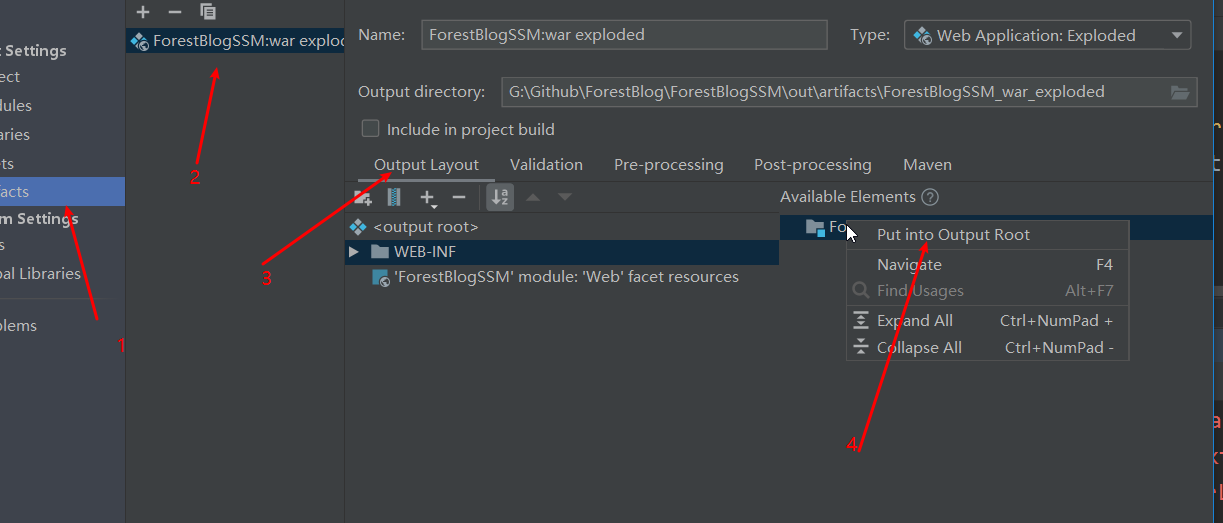 t Settings
ect
dules
aries
ts
facts
m Settings
s
bal Libraries
blems
1
ForestBlogSSM:war explod
2
Name: ForestBlogSSM:war exploded Type: Web Application: Exploded
Output directory: G:\Github\ForestBlog\ForestBlogSSM\out\artifacts\ForestBlogSSM_war_exploded
Include in project build
Output Layout Validation Pre-processing Post-processing Maven
<output root>
WEB-INF
'ForestBlogSSM' module: 'Web' facet resources
3
Available Elements ?
Fo
Put into Output Root
Navigate F4
Find Usages Alt+F7
Expand All Ctrl+NumPad +
Collapse All Ctrl+NumPad -
4